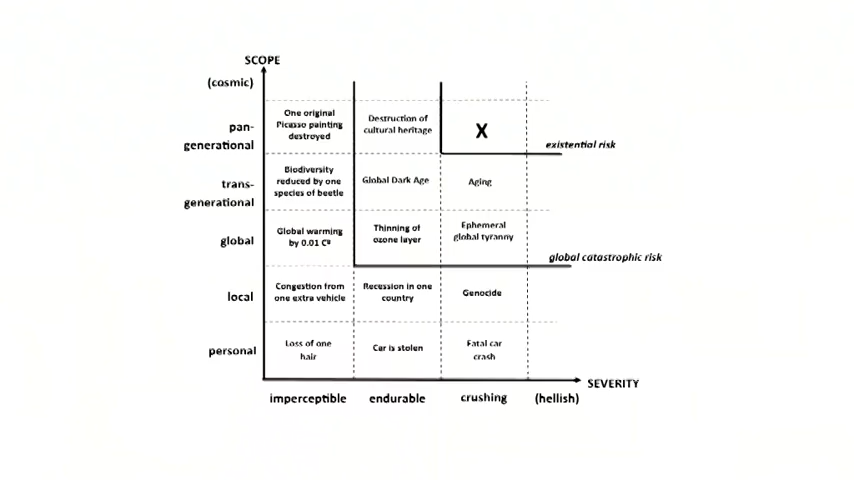 SCOPE
(cosmic)
pan-
generational
One original
Picasso painting
destroyed
Destruction of
cultural heritage
X
existential risk
trans-
generational
Biodiversity
reduced by one
species of beetle
Global Dark Age
Aging
global
Global warming
by 0.01 Cº
Thinning of
ozone layer
Ephemeral
global tyranny
global catastrophic risk
local
Congestion from
one extra vehicle
Recession in one
country
Genocide
personal
Loss of one
hair
Car is stolen
Fatal car
crash
SEVERITY
imperceptible
endurable
crushing
(hellish)